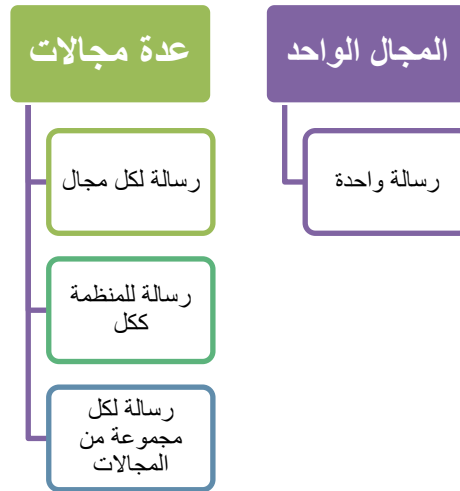 المجال الواحد
رسالة واحدة
عدة مجالات
رسالة لكل مجال
رسالة للمنظمة
ككل
رسالة لكل
مجموعة من
المجالات